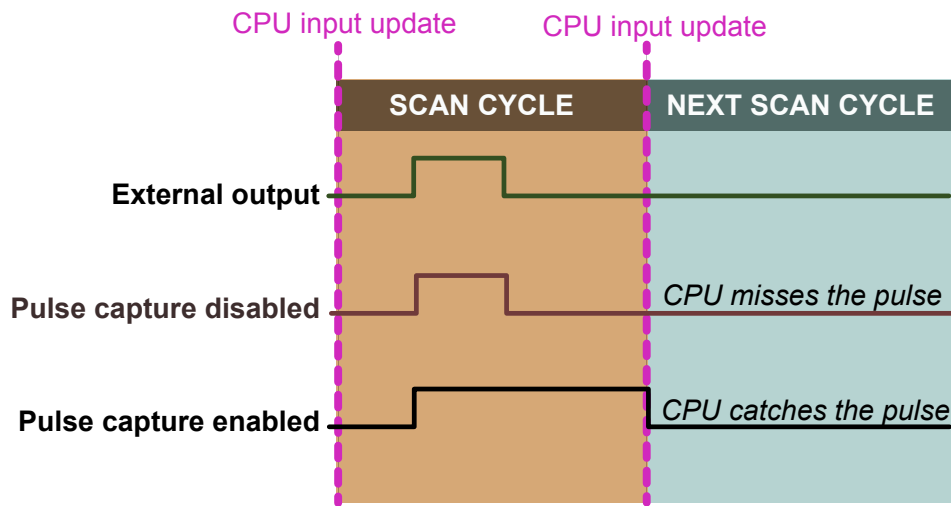 CPU input update
CPU input update
SCAN CYCLE
NEXT SCAN CYCLE
External output
Pulse capture disabled
CPU misses the pulse
Pulse capture enabled
CPU catches the pulse